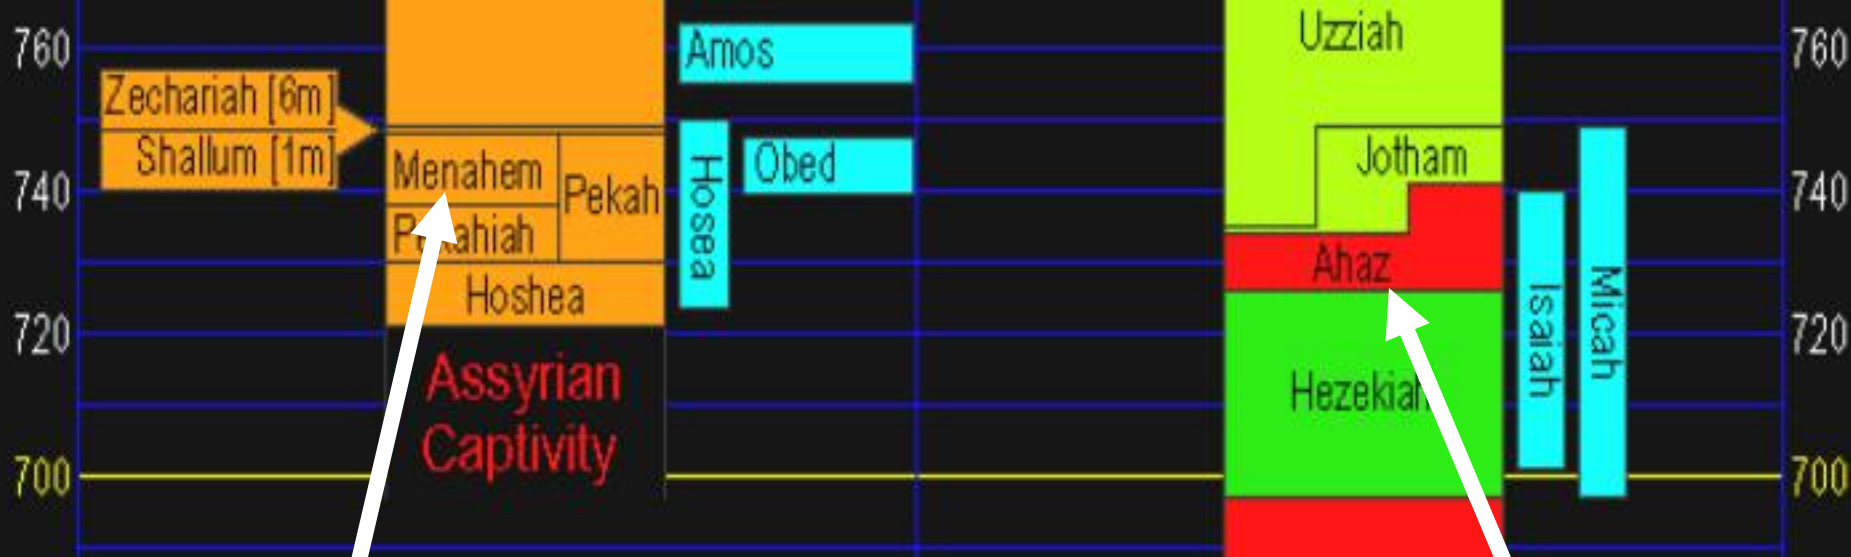 760
Zechariah [6m]
Shallum [1m]
740
720
700
Menahem
Pekah
Pekahiah
Hoshea
Assyrian
Captivity
Amos
Hosea
Obed
Uzziah
Jotham
Ahaz
Hezekiah
Isaiah
Micah
760
740
720
700